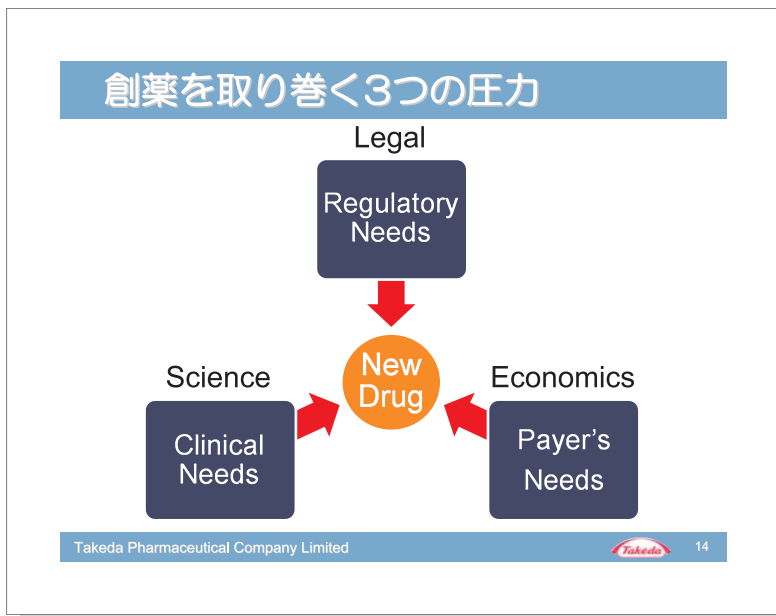 創薬を取り巻く3つの圧力
Legal
Regulatory
Needs
New
Drug
Science
Clinical
Needs
Economics
Payer's
Needs
Takeda Pharmaceutical Company Limited
Takeda
14